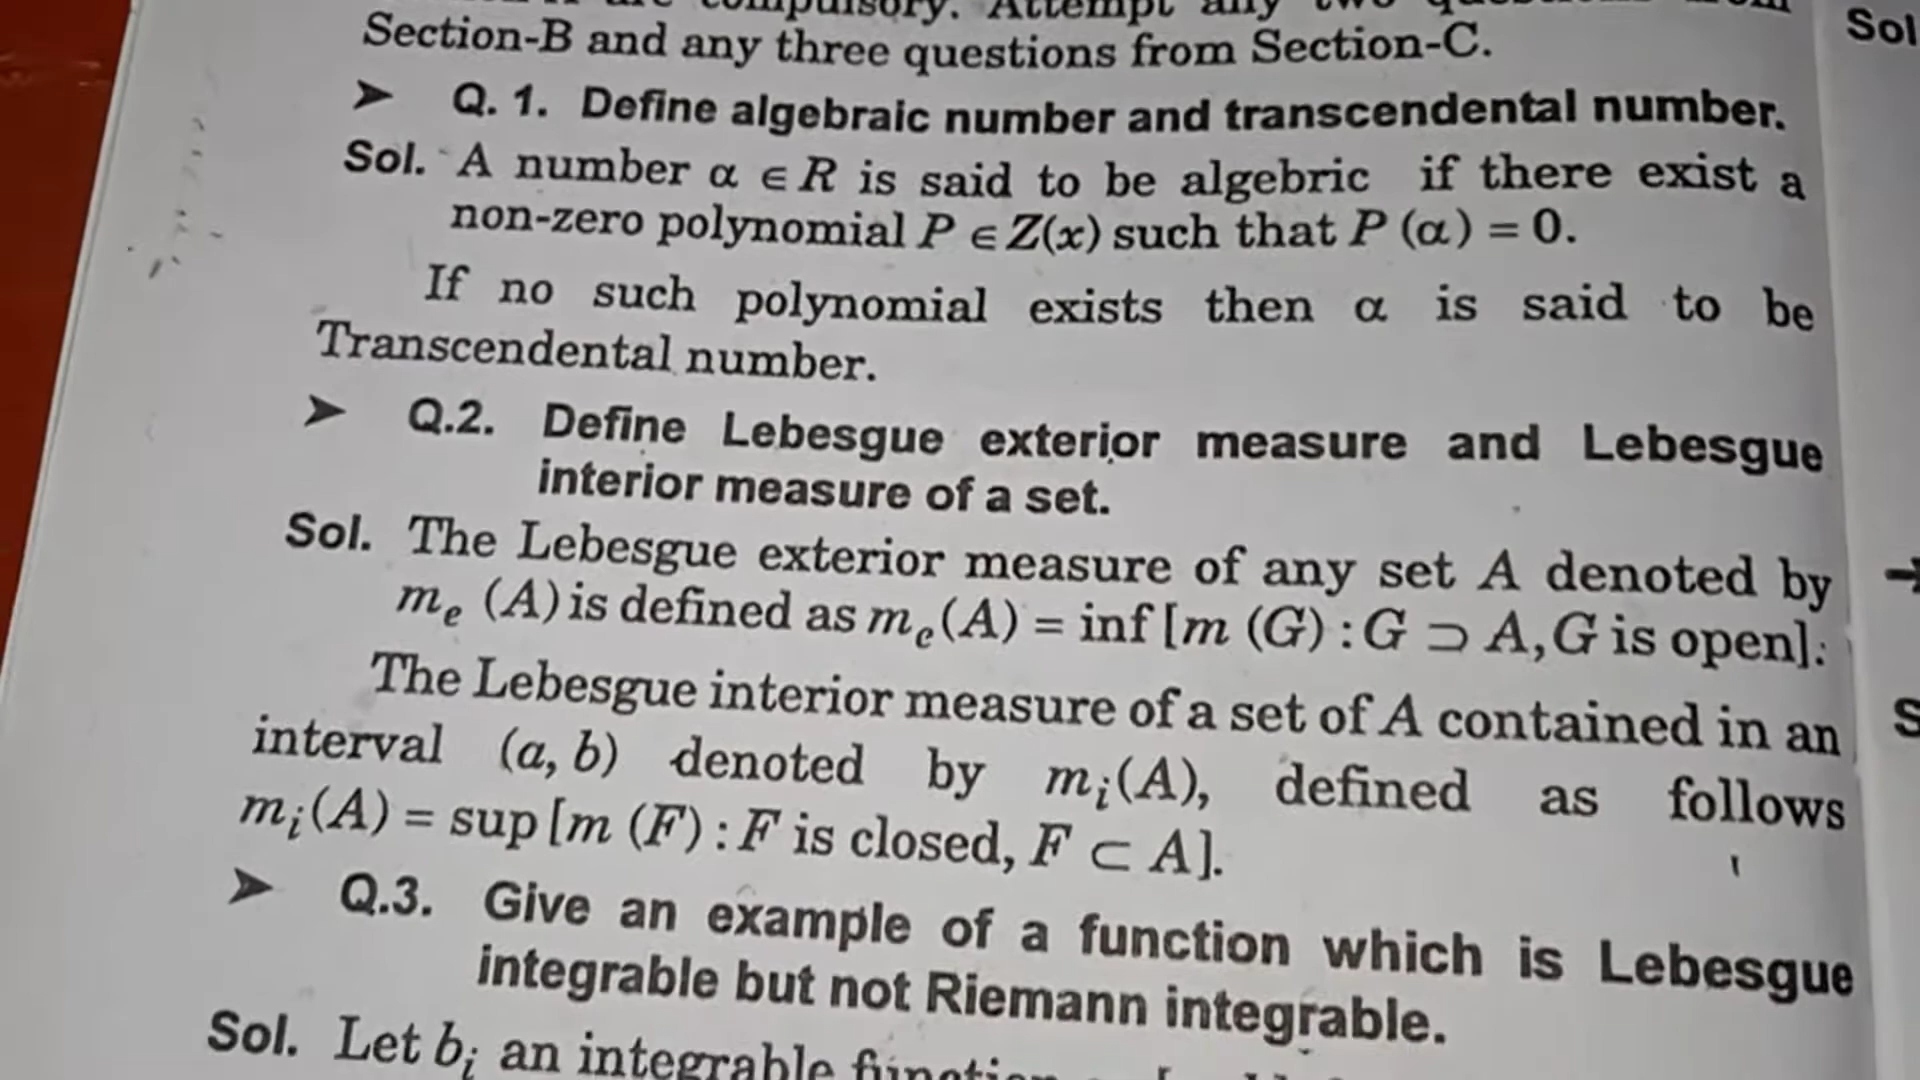 compulsory. Attempt any two
Section-B and any three questions from Section-C.
➤ Q. 1. Define algebraic number and transcendental number.
Sol. A number α ∈ R is said to be algebric if there exist a
non-zero polynomial P ∈ Z(x) such that P (α) = 0.
If no such polynomial exists then α is said to be
Transcendental number.
➤ Q.2. Define Lebesgue exterior measure and Lebesgue
interior measure of a set.
Sol. The Lebesgue exterior measure of any set A denoted by
mₑ (A) is defined as mₑ(A) = inf [m (G) : G ⊃ A, G is open].
The Lebesgue interior measure of a set of A contained in an
interval (a, b) denoted by mᵢ(A), defined as follows
mᵢ(A) = sup [m (F) : F is closed, F ⊂ A].
➤ Q.3. Give an example of a function which is Lebesgue
integrable but not Riemann integrable.
Sol. Let bᵢ an integrable
Sol